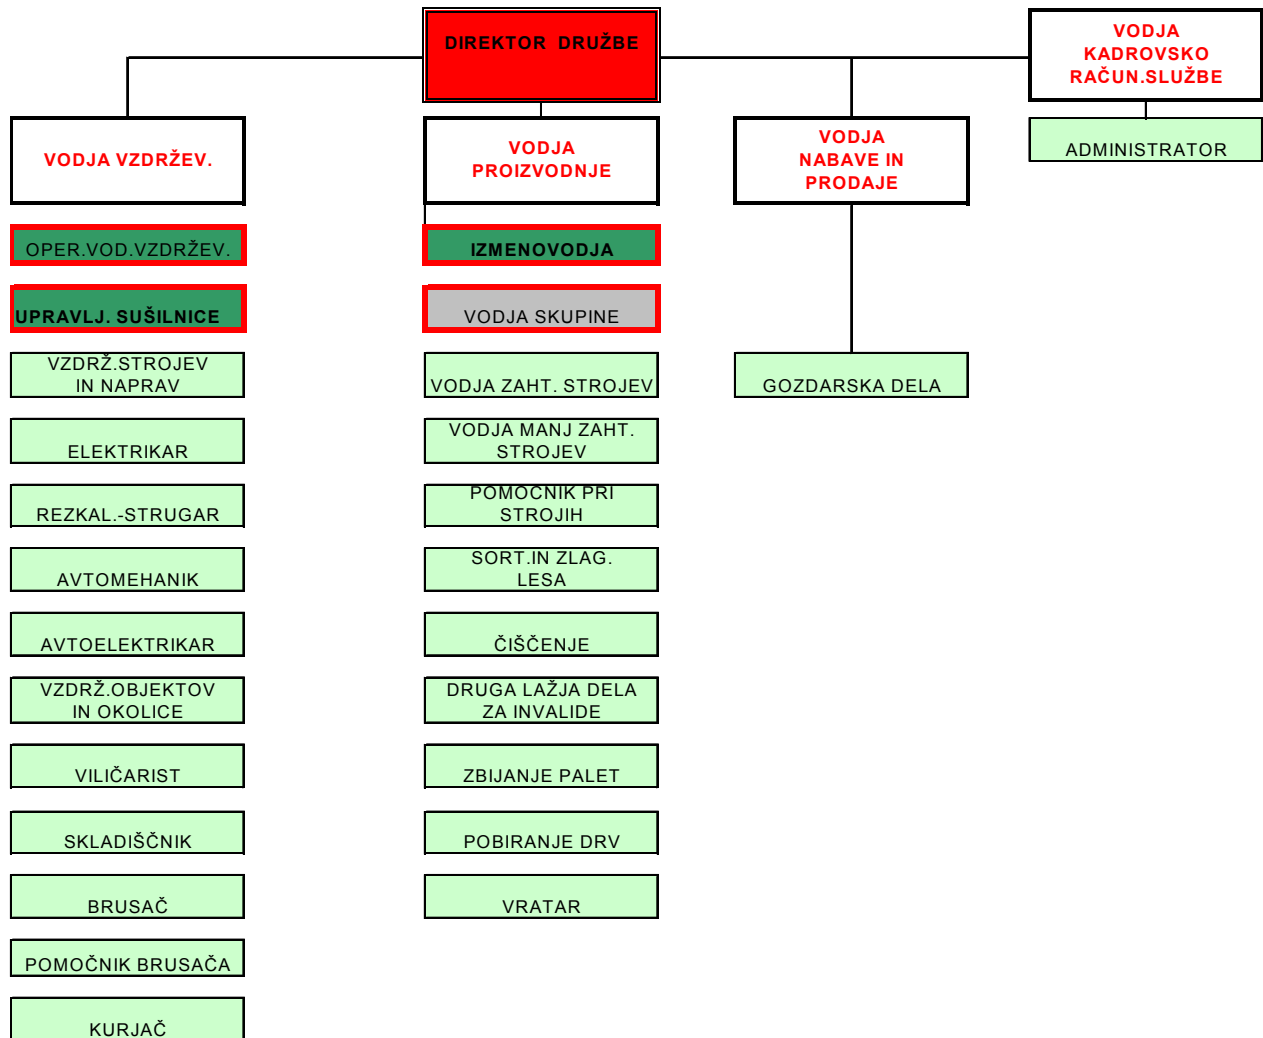 DIREKTOR DRUŽBE
VODJA
KADROVSKO
RAČUN.SLUŽBE
ADMINISTRATOR
VODJA VZDRŽEV.
OPER.VOD.VZDRŽEV.
UPRAVLJ. SUŠILNICE
VZDRŽ.STROJEV
IN NAPRAV
ELEKTRIKAR
REZKAL.-STRUGAR
AVTOMEHANIK
AVTOELEKTRIKAR
VZDRŽ.OBJEKTOV
IN OKOLICE
VILIČARIST
SKLADIŠČNIK
BRUSAČ
POMOČNIK BRUSAČA
KURJAČ
VODJA
PROIZVODNJE
IZMENOVODJA
VODJA SKUPINE
VODJA ZAHT. STROJEV
VODJA MANJ ZAHT.
STROJEV
POMOČNIK PRI
STROJIH
SORT.IN ZLAG.
LESA
ČIŠČENJE
DRUGA LAŽJA DELA
ZA INVALIDE
ZBIJANJE PALET
POBIRANJE DRV
VRATAR
VODJA
NABAVE IN
PRODAJE
GOZDARSKA DELA